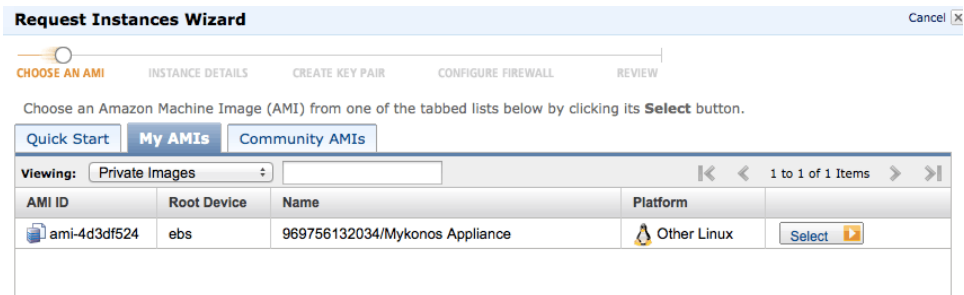 Request Instances Wizard Cancel X
CHOOSE AN AMI INSTANCE DETAILS CREATE KEY PAIR CONFIGURE FIREWALL REVIEW
Choose an Amazon Machine Image (AMI) from one of the tabbed lists below by clicking its Select button.
Quick Start My AMIs Community AMIs
Viewing: Private Images 1 to 1 of 1 Items
AMI ID Root Device Name Platform
ami-4d3df524 ebs 969756132034/Mykonos Appliance Other Linux Select